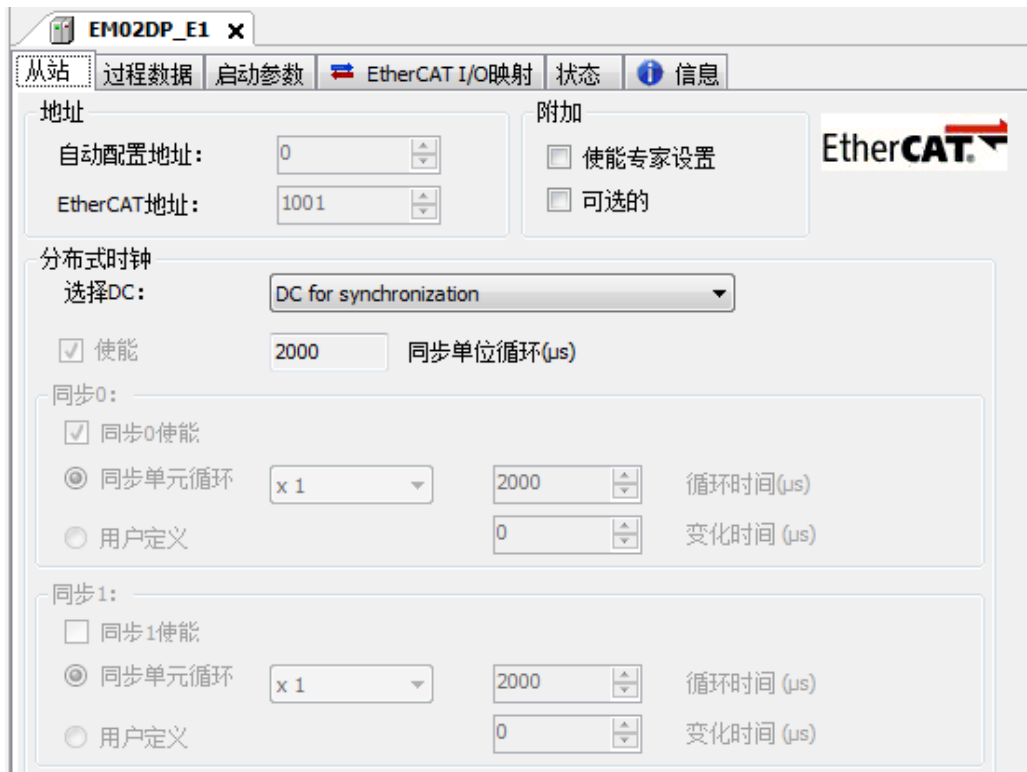 EM02DP_E1 x
从站 过程数据 启动参数 EtherCAT I/O映射 状态 信息
地址 附加
自动配置地址: 0 使能专家设置 EtherCAT.
EtherCAT地址: 1001 可选的
分布式时钟
选择DC: DC for synchronization
使能 2000 同步单位循环(µs)
同步0:
同步0使能
同步单元循环 x 1 2000 循环时间(µs)
用户定义 0 变化时间 (µs)
同步1:
同步1使能
同步单元循环 x 1 2000 循环时间 (µs)
用户定义 0 变化时间 (µs)